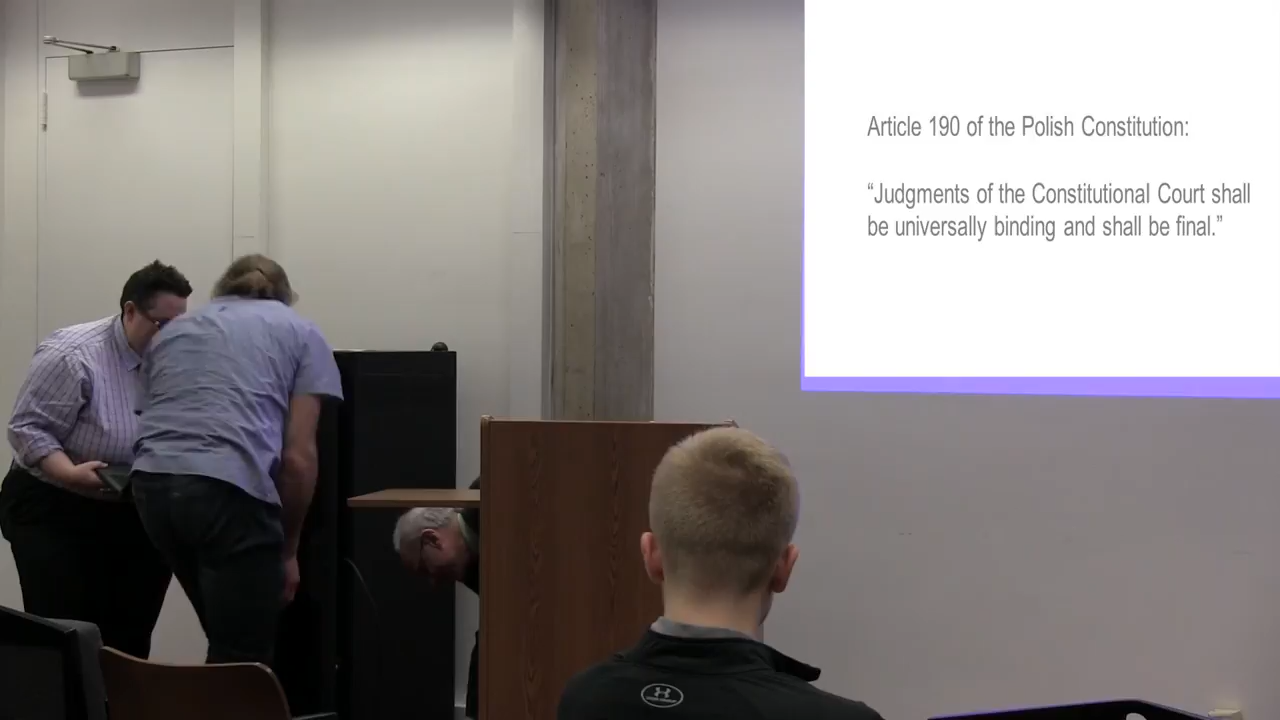 Article 190 of the Polish Constitution:
“Judgments of the Constitutional Court shall
be universally binding and shall be final.”